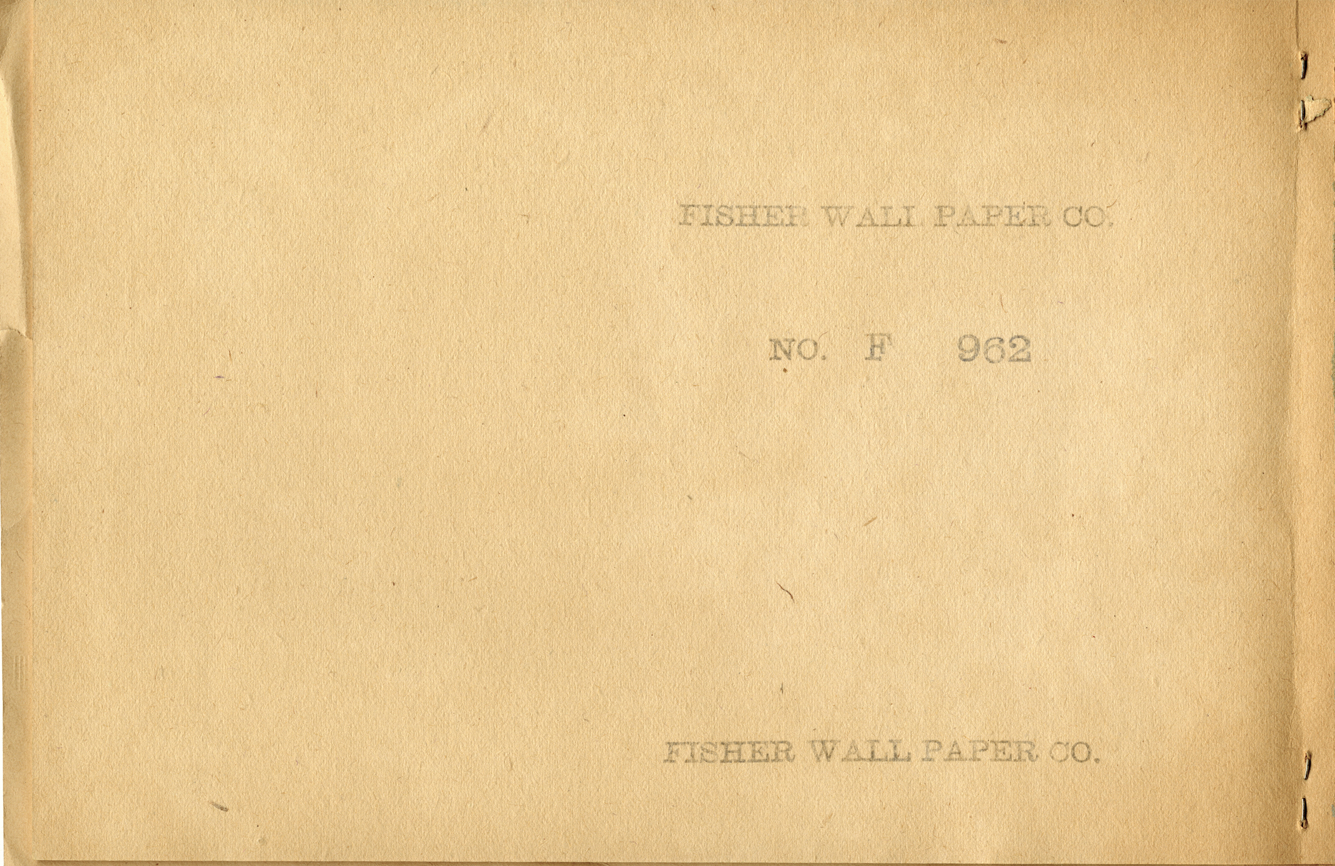 FISHER WALL PAPER CO.
NO. F 962
FISHER WALL PAPER CO.